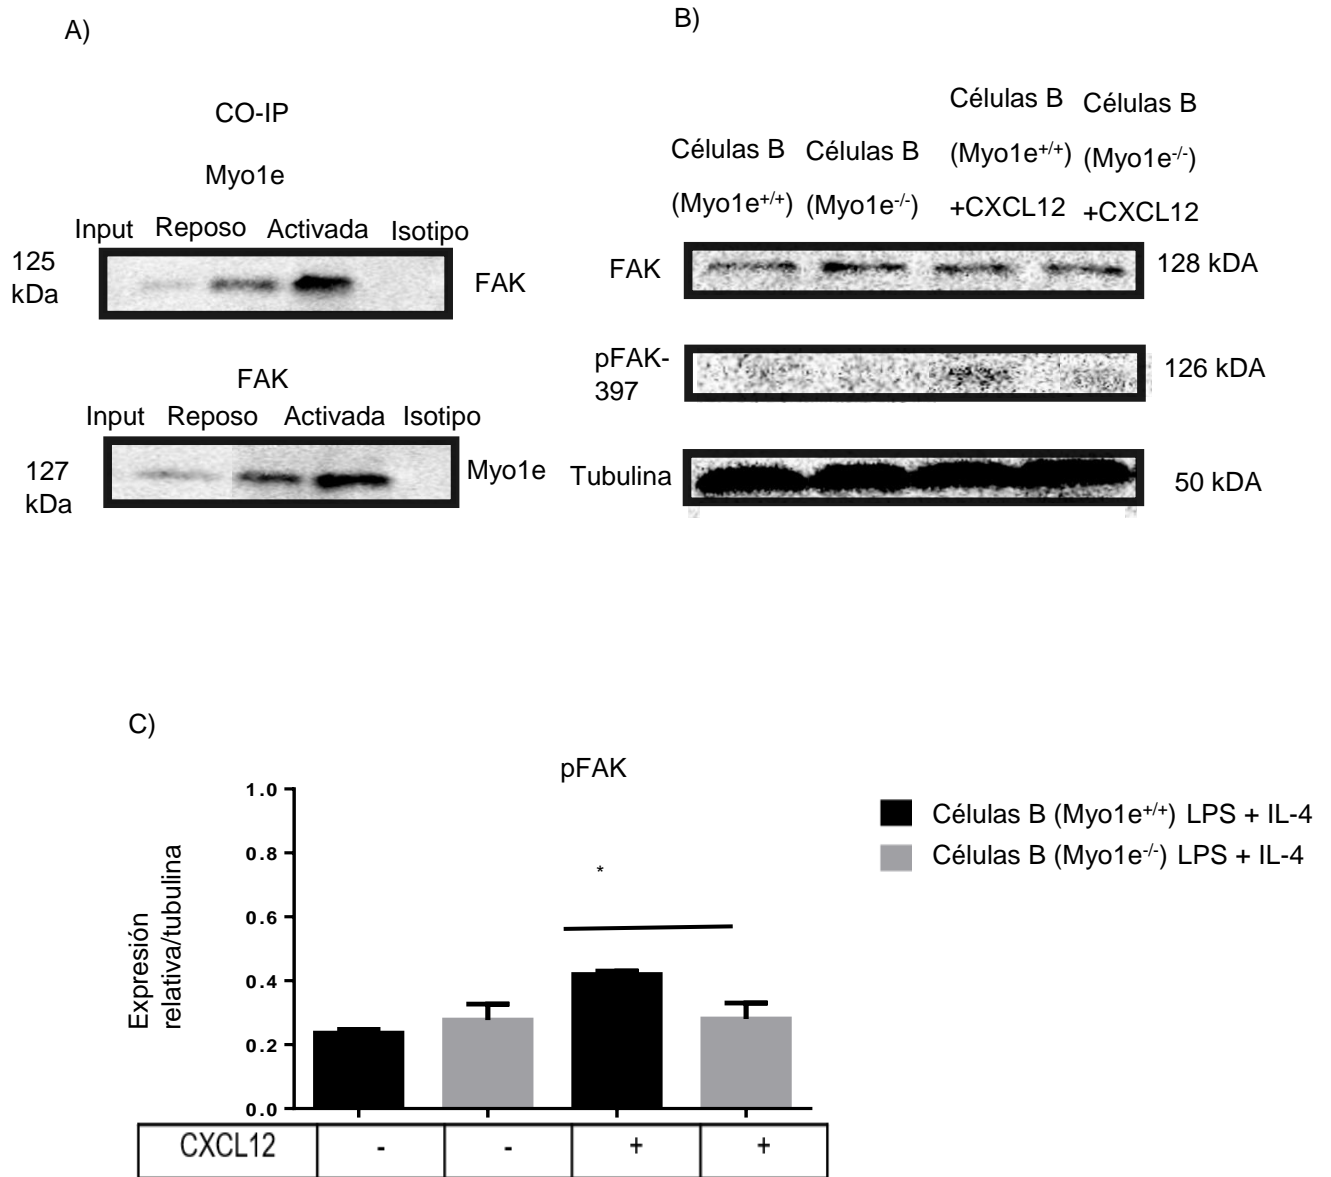 A)
CO-IP
Myo1e
Input Reposo Activada Isotipo
125
kDa
FAK
FAK
Input Reposo Activada Isotipo
127
kDa
Myo1e
B)
Células B
(Myo1e+/+)
Células B
(Myo1e-/-)
Células B
(Myo1e+/+)
+CXCL12
Células B
(Myo1e-/-)
+CXCL12
FAK
128 kDA
pFAK-
397
126 kDA
Tubulina
50 kDA
C)
pFAK
Expresión
relativa/tubulina
1.0
0.8
0.6
0.4
0.2
0.0
*
Células B (Myo1e+/+) LPS + IL-4
Células B (Myo1e-/-) LPS + IL-4
CXCL12 - - + +